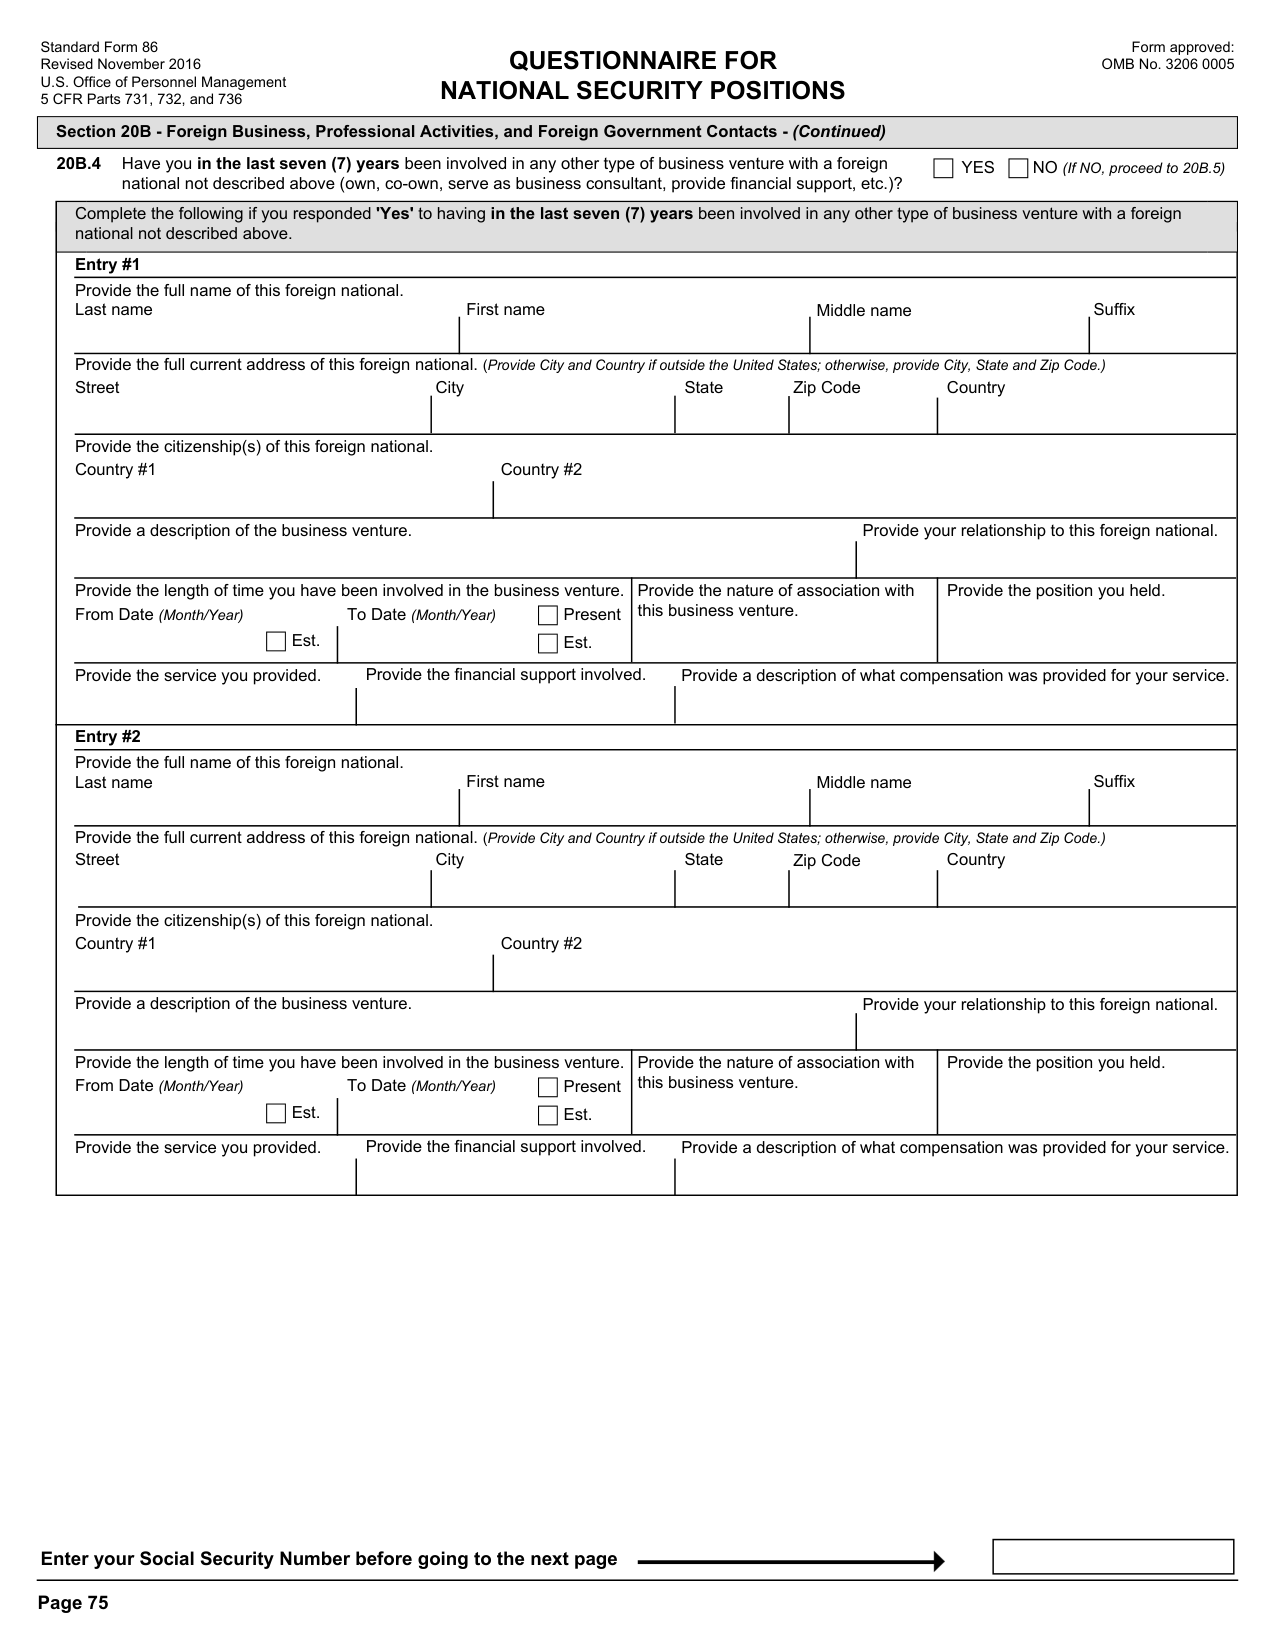 Standard Form 86
Revised November 2016
U.S. Office of Personnel Management
5 CFR Parts 731, 732, and 736
QUESTIONNAIRE FOR
NATIONAL SECURITY POSITIONS
Form approved:
OMB No. 3206 0005
Section 20B - Foreign Business, Professional Activities, and Foreign Government Contacts - (Continued)
20B.4 Have you in the last seven (7) years been involved in any other type of business venture with a foreign
national not described above (own, co-own, serve as business consultant, provide financial support, etc.)?
YES NO (If NO, proceed to 20B.5)
Complete the following if you responded 'Yes' to having in the last seven (7) years been involved in any other type of business venture with a foreign
national not described above.
Entry #1
Provide the full name of this foreign national.
Last name First name Middle name Suffix
Provide the full current address of this foreign national. (Provide City and Country if outside the United States; otherwise, provide City, State and Zip Code.)
Street City State Zip Code Country
Provide the citizenship(s) of this foreign national.
Country #1 Country #2
Provide a description of the business venture. Provide your relationship to this foreign national.
Provide the length of time you have been involved in the business venture.
From Date (Month/Year) To Date (Month/Year) Present
Est. Est.
Provide the nature of association with
this business venture.
Provide the position you held.
Provide the service you provided. Provide the financial support involved. Provide a description of what compensation was provided for your service.
Entry #2
Provide the full name of this foreign national.
Last name First name Middle name Suffix
Provide the full current address of this foreign national. (Provide City and Country if outside the United States; otherwise, provide City, State and Zip Code.)
Street City State Zip Code Country
Provide the citizenship(s) of this foreign national.
Country #1 Country #2
Provide a description of the business venture. Provide your relationship to this foreign national.
Provide the length of time you have been involved in the business venture.
From Date (Month/Year) To Date (Month/Year) Present
Est. Est.
Provide the nature of association with
this business venture.
Provide the position you held.
Provide the service you provided. Provide the financial support involved. Provide a description of what compensation was provided for your service.
Enter your Social Security Number before going to the next page
Page 75